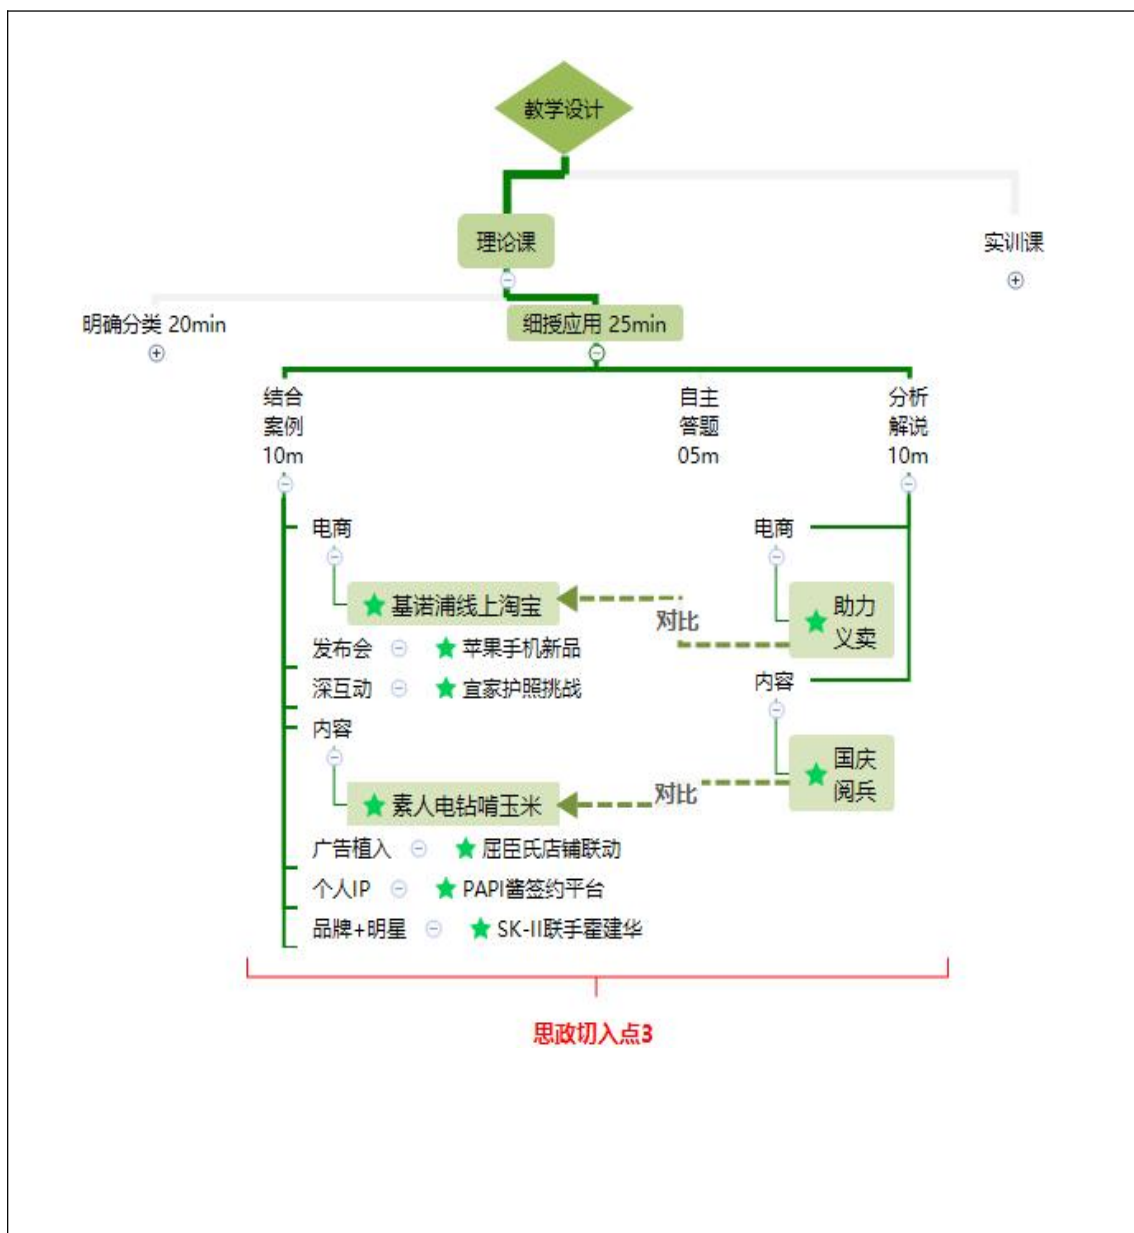 教学设计
理论课
实训课
明确分类 20min
细授应用 25min
结合
案例
10m
自主
答题
05m
分析
解说
10m
电商
基诺浦线上淘宝
发布会
苹果手机新品
深互动
宜家护照挑战
内容
素人电钻啃玉米
广告植入
屈臣氏店铺联动
个人IP
PAPI酱签约平台
品牌+明星
SK-II联手霍建华
电商
助力
义卖
对比
内容
国庆
阅兵
对比
思政切入点3